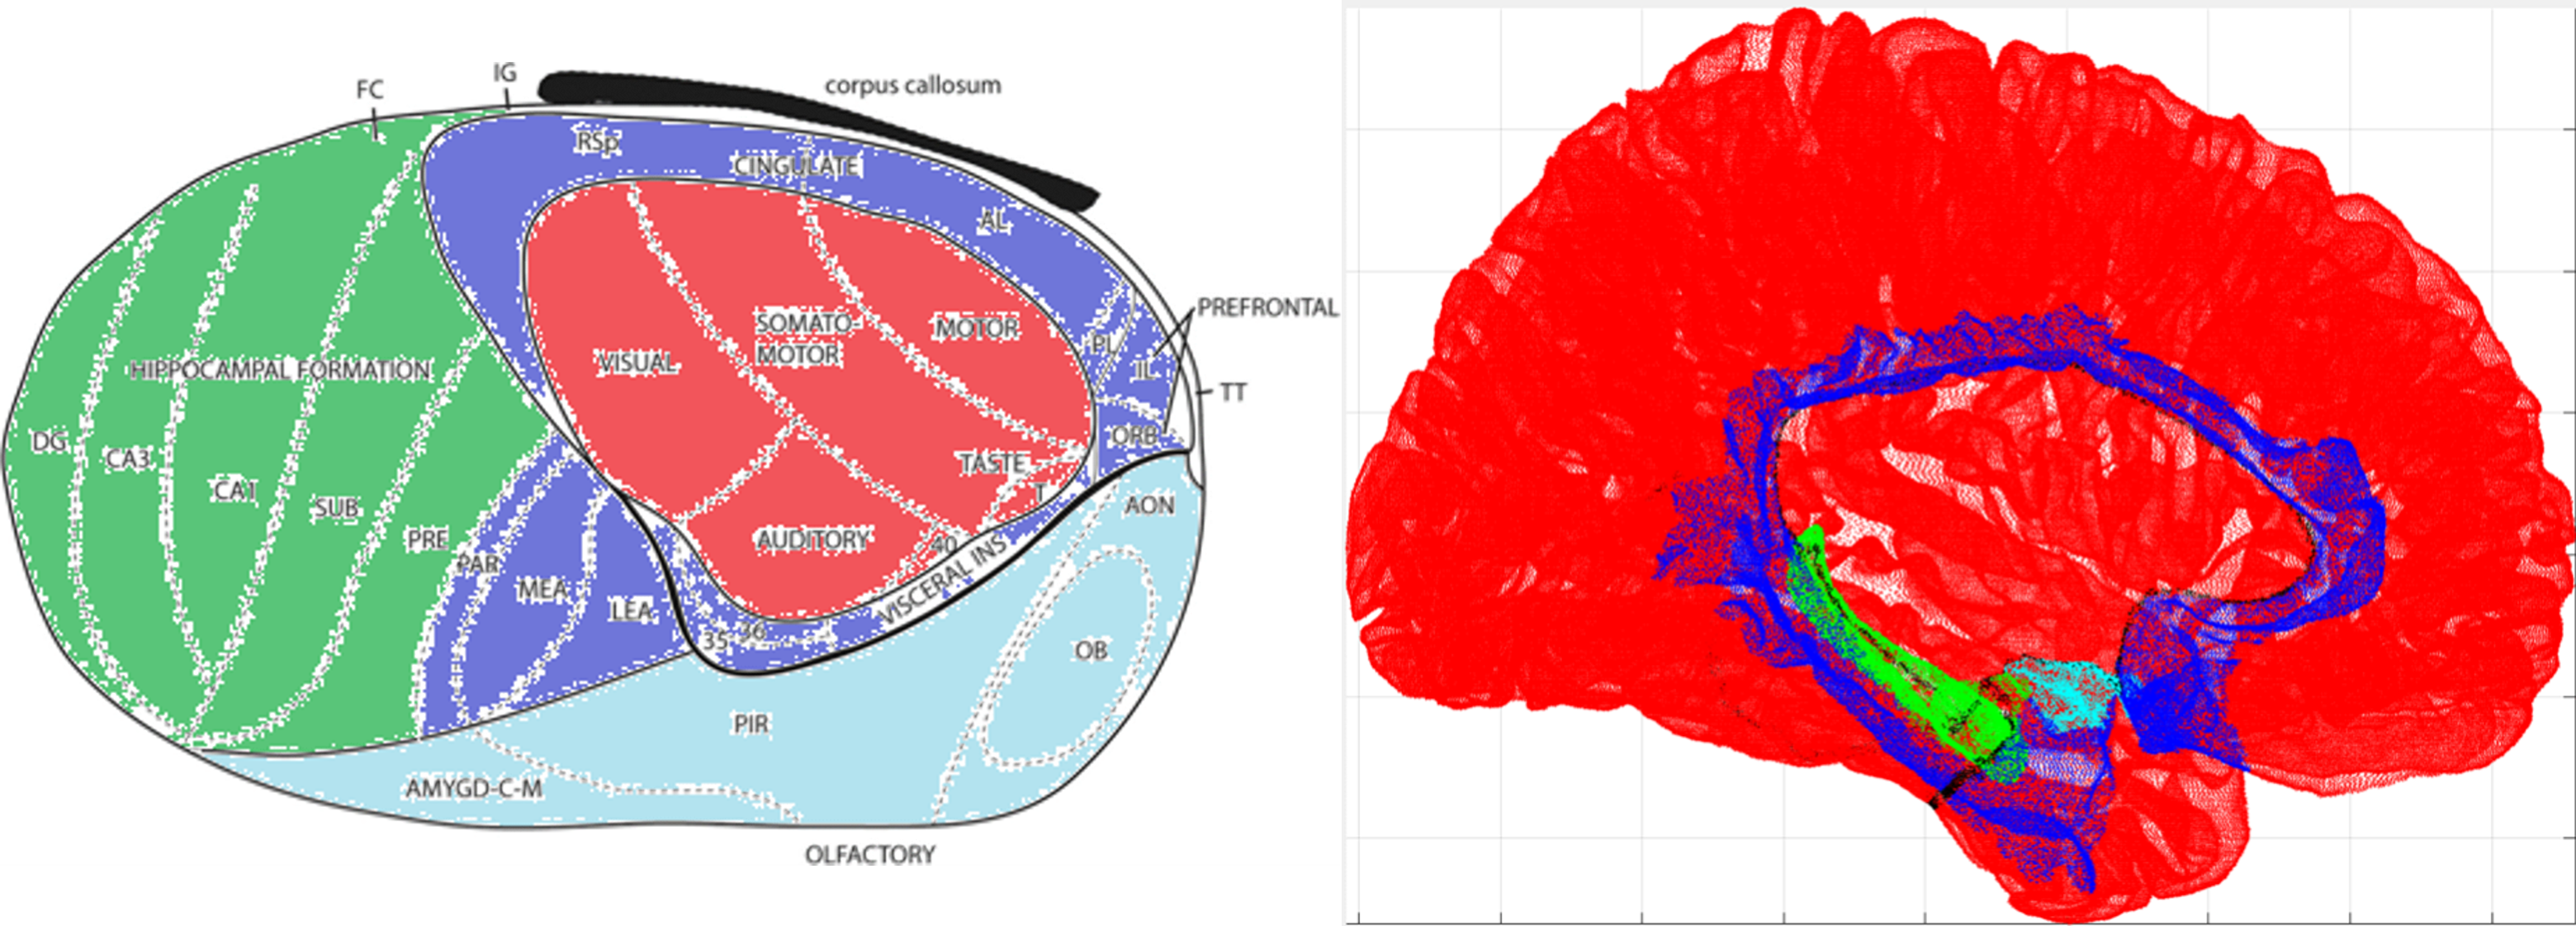 IG
FC
corpus callosum
RSp
CINGULATE
AL
PREFRONTAL
SOMATO-
MOTOR
MOTOR
VISUAL
PL
IL
HIPPOCAMPAL FORMATION
TT
DG
CA3
ORB
TASTE
CAT
T
SUB
AON
PRE
AUDITORY
40
PAR
VISCERAL INS
MEA
LEA
35
36
OB
PIR
AMYGD-C-M
OLFACTORY